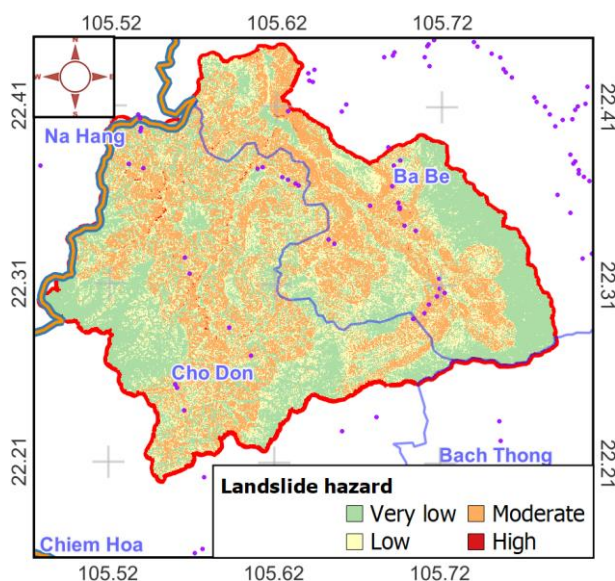 105.52 105.62 105.72
N
W E
S
22.41 22.41
Na Hang
Ba Be
22.31 22.31
Cho Don
22.21 22.21
Bach Thong
Landslide hazard
Very low Moderate
Low High
Chiem Hoa
105.52 105.62 105.72